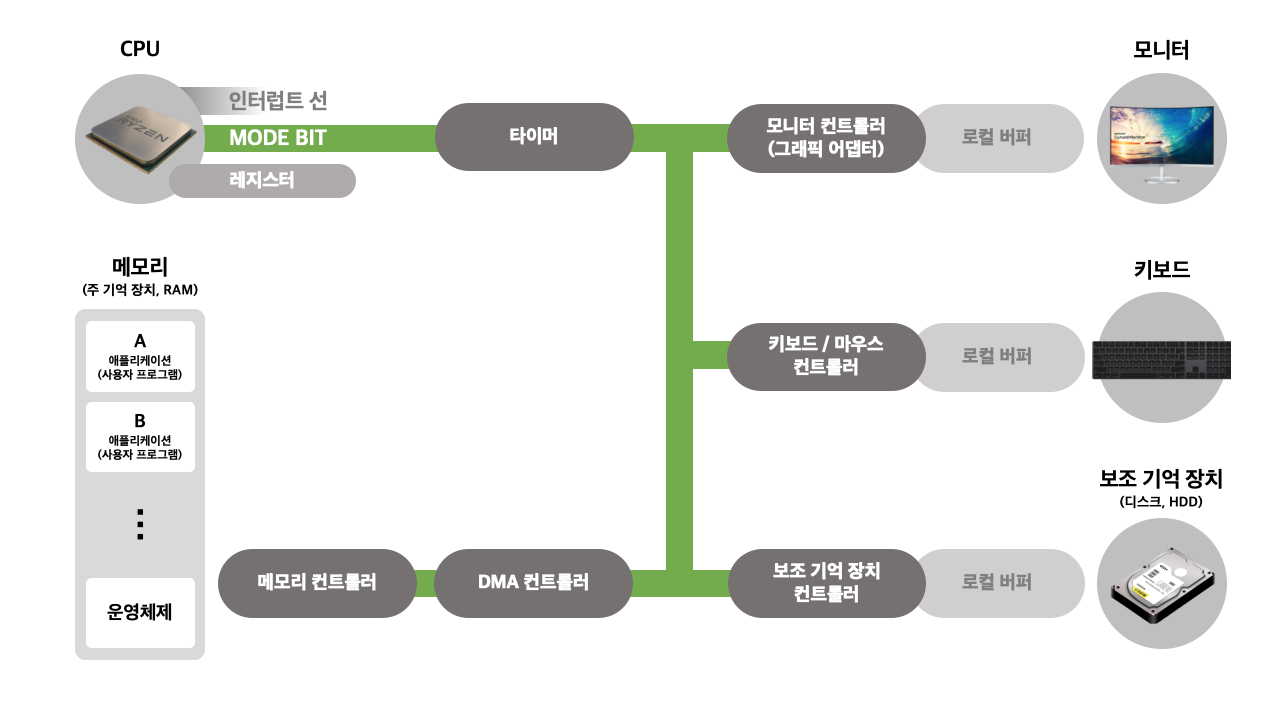 CPU
인터럽트 선
MODE BIT
레지스터
타이머
모니터 컨트롤러
(그래픽 어댑터)
로컬 버퍼
모니터
메모리
(주 기억 장치, RAM)
A
애플리케이션
(사용자 프로그램)
B
애플리케이션
(사용자 프로그램)
운영체제
키보드 / 마우스
컨트롤러
로컬 버퍼
키보드
메모리 컨트롤러
DMA 컨트롤러
보조 기억 장치
컨트롤러
로컬 버퍼
보조 기억 장치
(디스크, HDD)
RYZEN